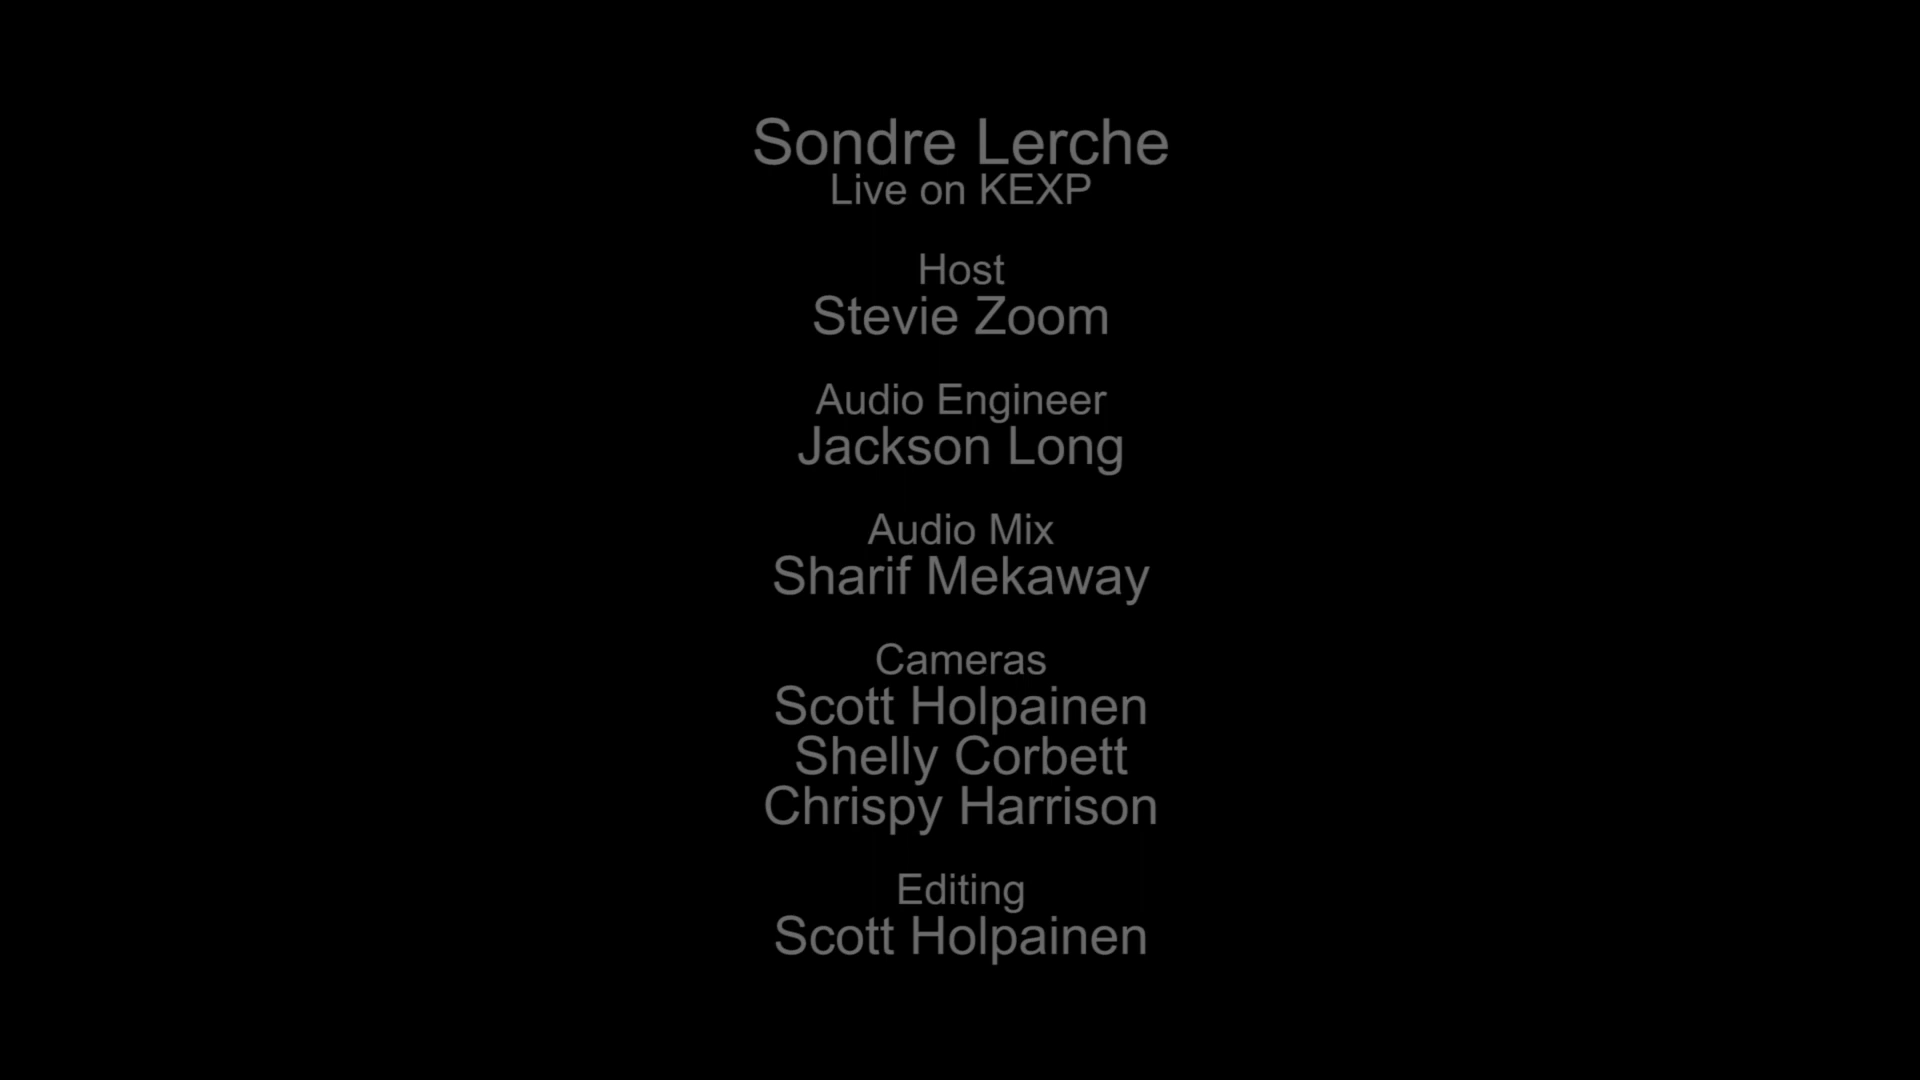 Sondre Lerche
Live on KEXP
Host
Stevie Zoom
Audio Engineer
Jackson Long
Audio Mix
Sharif Mekaway
Cameras
Scott Holpainen
Shelly Corbett
Chrispy Harrison
Editing
Scott Holpainen